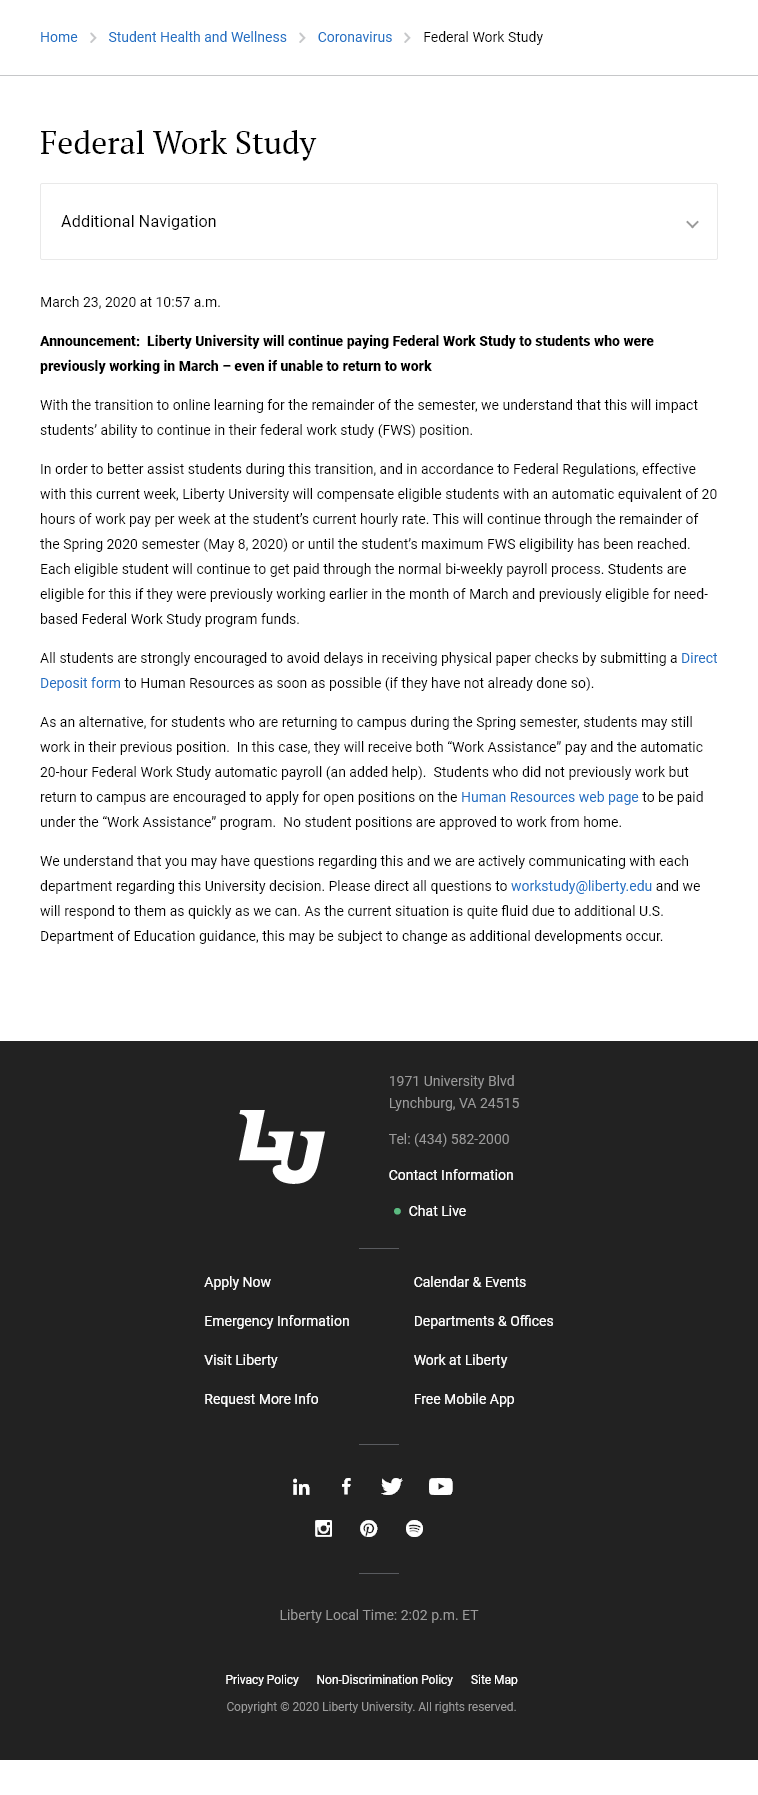 Home Student Health and Wellness Coronavirus Federal Work Study
Federal Work Study
Additional Navigation
March 23, 2020 at 10:57 a.m.
Announcement:  Liberty University will continue paying Federal Work Study to students who were
previously working in March – even if unable to return to work
With the transition to online learning for the remainder of the semester, we understand that this will impact
students’ ability to continue in their federal work study (FWS) position.
In order to better assist students during this transition, and in accordance to Federal Regulations, effective
with this current week, Liberty University will compensate eligible students with an automatic equivalent of 20
hours of work pay per week at the student’s current hourly rate. This will continue through the remainder of
the Spring 2020 semester (May 8, 2020) or until the student’s maximum FWS eligibility has been reached.
Each eligible student will continue to get paid through the normal bi-weekly payroll process. Students are
eligible for this if they were previously working earlier in the month of March and previously eligible for need-
based Federal Work Study program funds.
All students are strongly encouraged to avoid delays in receiving physical paper checks by submitting a Direct
Deposit form to Human Resources as soon as possible (if they have not already done so).
As an alternative, for students who are returning to campus during the Spring semester, students may still
work in their previous position.  In this case, they will receive both “Work Assistance” pay and the automatic
20-hour Federal Work Study automatic payroll (an added help).  Students who did not previously work but
return to campus are encouraged to apply for open positions on the Human Resources web page to be paid
under the “Work Assistance” program.  No student positions are approved to work from home.
We understand that you may have questions regarding this and we are actively communicating with each
department regarding this University decision. Please direct all questions to workstudy@liberty.edu and we
will respond to them as quickly as we can. As the current situation is quite fluid due to additional U.S.
Department of Education guidance, this may be subject to change as additional developments occur.
LU
1971 University Blvd
Lynchburg, VA 24515
Tel: (434) 582-2000
Contact Information
Chat Live
Apply Now Calendar & Events
Emergency Information Departments & Offices
Visit Liberty Work at Liberty
Request More Info Free Mobile App
Liberty Local Time: 2:02 p.m. ET
Privacy Policy Non-Discrimination Policy Site Map
Copyright © 2020 Liberty University. All rights reserved.